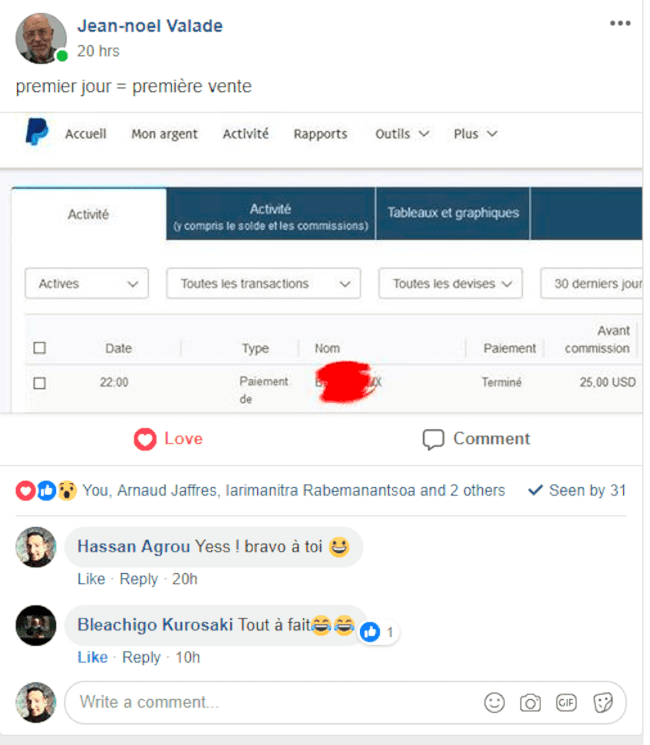 Jean-noel Valade
20 hrs
premier jour = première vente
Accueil Mon argent Activité Rapports Outils Plus
Activité Activité Tableaux et graphiques
(y compris le solde et les commissions)
Actives Toutes les transactions Toutes les devises 30 derniers jour
Avant
Date Type Nom Paiement commission
22:00 Paiement Terminé 25,00 USD
de
Love Comment
You, Arnaud Jaffres, Iarimanitra Rabemanantsoa and 2 others Seen by 31
Hassan Agrou Yess ! bravo à toi 😀
Like · Reply · 20h
Bleachigo Kurosaki Tout à fait😂😂 1
Like · Reply · 10h
Write a comment...
GIF